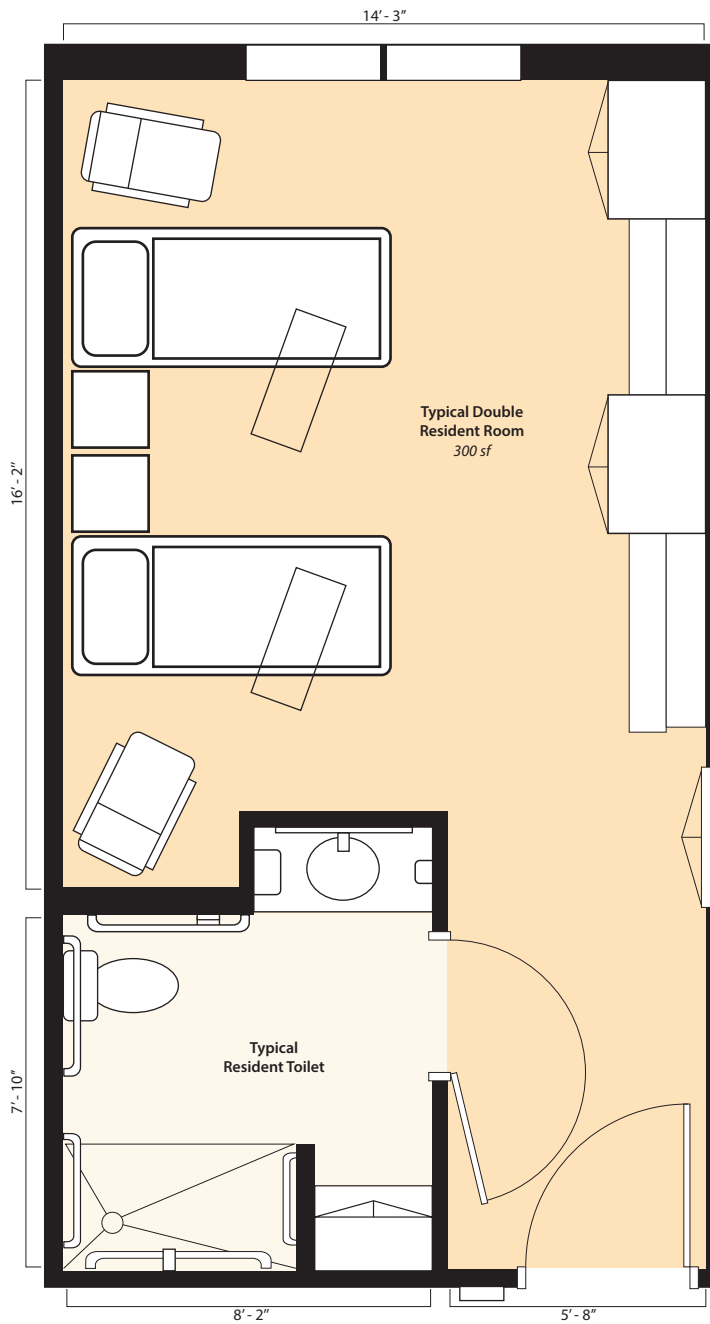 14’ - 3”
16’ - 2”
Typical Double
Resident Room
300 sf
Typical
Resident Toilet
7’ - 10”
8’ - 2”
5’ - 8”